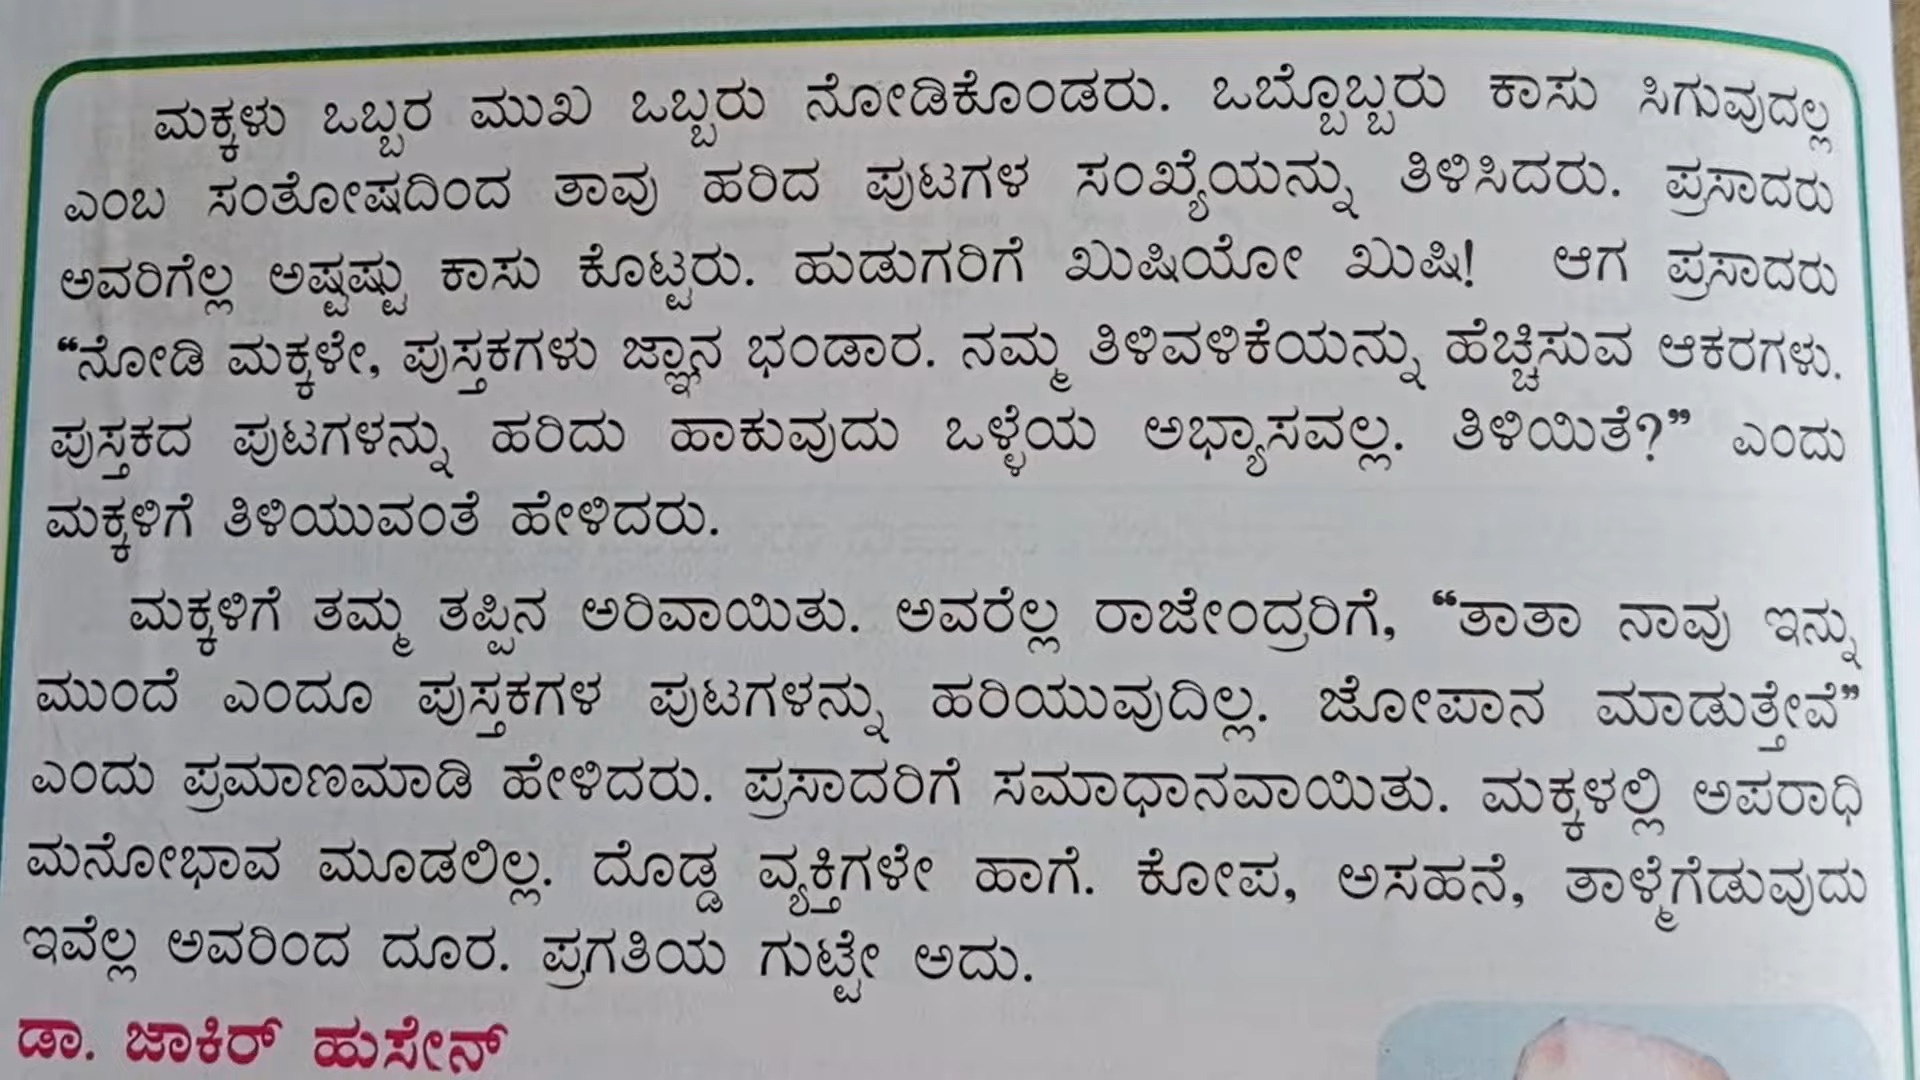 ಮಕ್ಕಳು ಒಬ್ಬರ ಮುಖ ಒಬ್ಬರು ನೋಡಿಕೊಂಡರು. ಒಬ್ಬೊಬ್ಬರು ಕಾಸು ಸಿಗುವುದಲ್ಲ
ಎಂಬ ಸಂತೋಷದಿಂದ ತಾವು ಹರಿದ ಪುಟಗಳ ಸಂಖ್ಯೆಯನ್ನು ತಿಳಿಸಿದರು. ಪ್ರಸಾದರು
ಅವರಿಗೆಲ್ಲ ಅಷ್ಟಷ್ಟು ಕಾಸು ಕೊಟ್ಟರು. ಹುಡುಗರಿಗೆ ಖುಷಿಯೋ ಖುಷಿ! ಆಗ ಪ್ರಸಾದರು
“ನೋಡಿ ಮಕ್ಕಳೇ, ಪುಸ್ತಕಗಳು ಜ್ಞಾನ ಭಂಡಾರ. ನಮ್ಮ ತಿಳಿವಳಿಕೆಯನ್ನು ಹೆಚ್ಚಿಸುವ ಆಕರಗಳು.
ಪುಸ್ತಕದ ಪುಟಗಳನ್ನು ಹರಿದು ಹಾಕುವುದು ಒಳ್ಳೆಯ ಅಭ್ಯಾಸವಲ್ಲ. ತಿಳಿಯಿತೆ?” ಎಂದು
ಮಕ್ಕಳಿಗೆ ತಿಳಿಯುವಂತೆ ಹೇಳಿದರು.
ಮಕ್ಕಳಿಗೆ ತಮ್ಮ ತಪ್ಪಿನ ಅರಿವಾಯಿತು. ಅವರೆಲ್ಲ ರಾಜೇಂದ್ರರಿಗೆ, “ತಾತಾ ನಾವು ಇನ್ನು
ಮುಂದೆ ಎಂದೂ ಪುಸ್ತಕಗಳ ಪುಟಗಳನ್ನು ಹರಿಯುವುದಿಲ್ಲ. ಜೋಪಾನ ಮಾಡುತ್ತೇವೆ”
ಎಂದು ಪ್ರಮಾಣಮಾಡಿ ಹೇಳಿದರು. ಪ್ರಸಾದರಿಗೆ ಸಮಾಧಾನವಾಯಿತು. ಮಕ್ಕಳಲ್ಲಿ ಅಪರಾಧಿ
ಮನೋಭಾವ ಮೂಡಲಿಲ್ಲ. ದೊಡ್ಡ ವ್ಯಕ್ತಿಗಳೇ ಹಾಗೆ. ಕೋಪ, ಅಸಹನೆ, ತಾಳ್ಮೆಗೆಡುವುದು
ಇವೆಲ್ಲ ಅವರಿಂದ ದೂರ. ಪ್ರಗತಿಯ ಗುಟ್ಟೇ ಅದು.
ಡಾ. ಜಾಕಿರ್ ಹುಸೇನ್